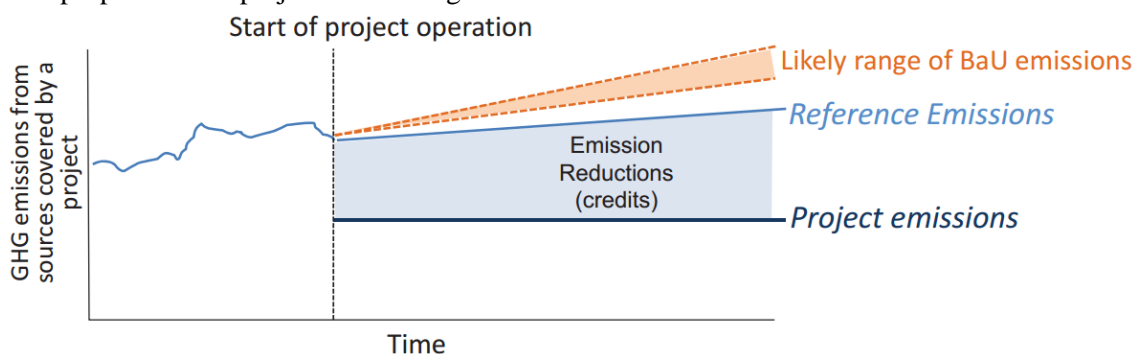 Start of project operation
GHG emissions from
sources covered by a
project
Likely range of BaU emissions
Reference Emissions
Emission
Reductions
(credits)
Project emissions
Time